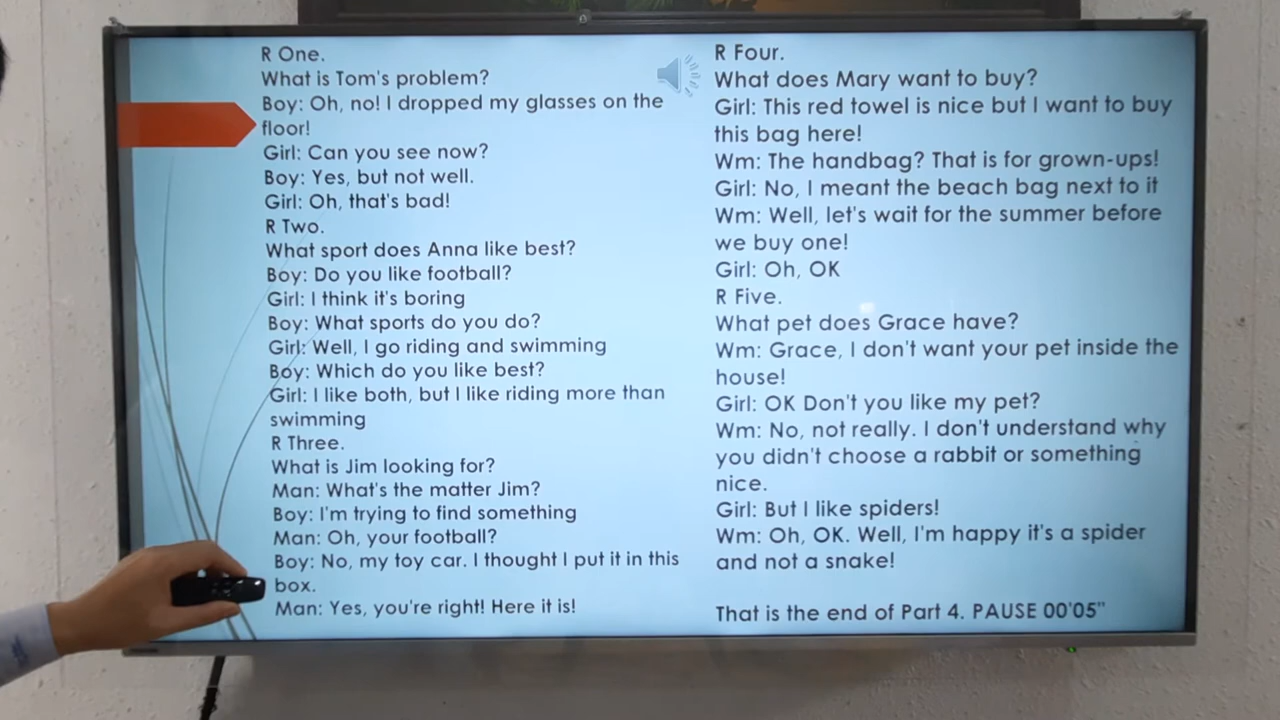 R One.
What is Tom's problem?
Boy: Oh, no! I dropped my glasses on the
floor!
Girl: Can you see now?
Boy: Yes, but not well.
Girl: Oh, that's bad!
R Two.
What sport does Anna like best?
Boy: Do you like football?
Girl: I think it's boring
Boy: What sports do you do?
Girl: Well, I go riding and swimming
Boy: Which do you like best?
Girl: I like both, but I like riding more than
swimming
R Three.
What is Jim looking for?
Man: What's the matter Jim?
Boy: I'm trying to find something
Man: Oh, your football?
Boy: No, my toy car. I thought I put it in this
box.
Man: Yes, you're right! Here it is!
R Four.
What does Mary want to buy?
Girl: This red towel is nice but I want to buy
this bag here!
Wm: The handbag? That is for grown-ups!
Girl: No, I meant the beach bag next to it
Wm: Well, let's wait for the summer before
we buy one!
Girl: Oh, OK
R Five.
What pet does Grace have?
Wm: Grace, I don't want your pet inside the
house!
Girl: OK Don't you like my pet?
Wm: No, not really. I don't understand why
you didn't choose a rabbit or something
nice.
Girl: But I like spiders!
Wm: Oh, OK. Well, I'm happy it's a spider
and not a snake!
That is the end of Part 4. PAUSE 00'05"